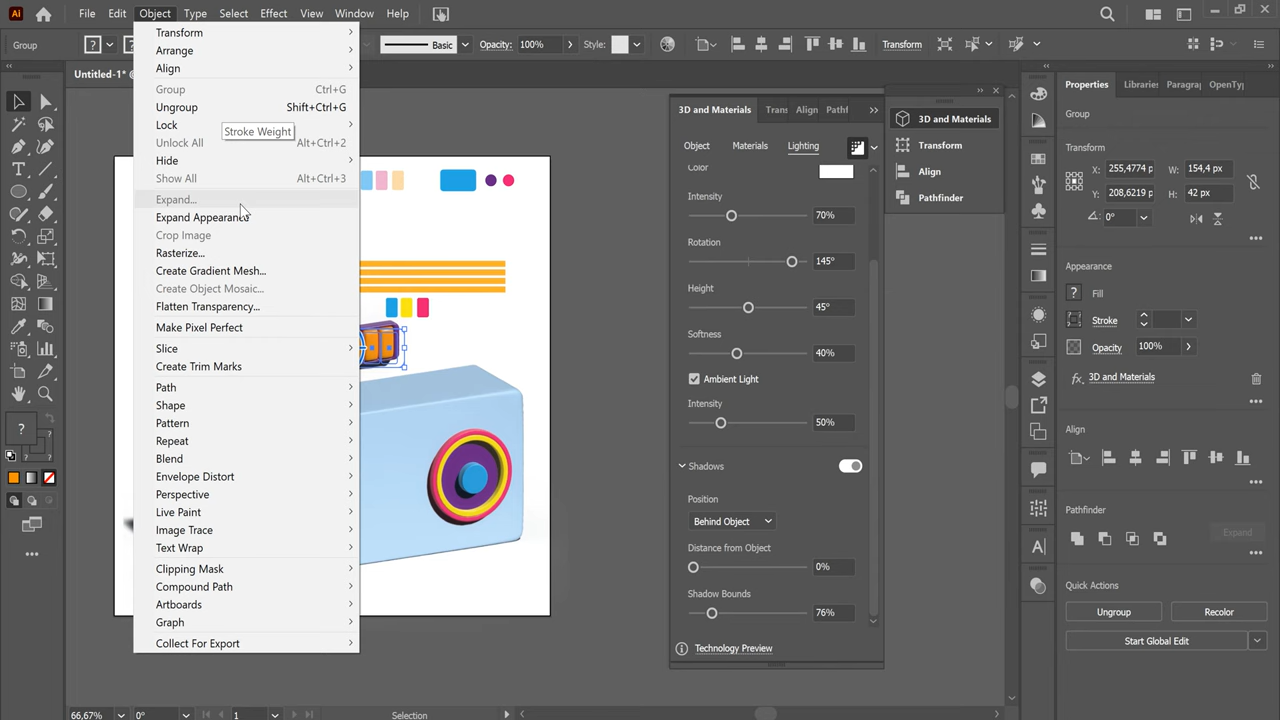 Ai File Edit Object Type Select Effect View Window Help
Group Basic Opacity: 100% Style: Transform
Untitled-1* @
Transform
Arrange
Align
Group Ctrl+G
Ungroup Shift+Ctrl+G
Lock
Stroke Weight
Unlock All Alt+Ctrl+2
Hide
Show All Alt+Ctrl+3
Expand...
Expand Appearance
Crop Image
Rasterize...
Create Gradient Mesh...
Create Object Mosaic...
Flatten Transparency...
Make Pixel Perfect
Slice
Create Trim Marks
Path
Shape
Pattern
Repeat
Blend
Envelope Distort
Perspective
Live Paint
Image Trace
Text Wrap
Clipping Mask
Compound Path
Artboards
Graph
Collect For Export
66,67% 0° 1 Selection
3D and Materials Trans Align Pathf
Object Materials Lighting
Color
Intensity
70%
Rotation
145°
Height
45°
Softness
40%
Ambient Light
Intensity
50%
Shadows
Position
Behind Object
Distance from Object
0%
Shadow Bounds
76%
Technology Preview
3D and Materials
Transform
Align
Pathfinder
Properties Libraries Paragra OpenTy
Group
Transform
X: 255,4774 p W: 154,4 px
Y: 208,6219 p H: 42 px
0°
Appearance
? Fill
Stroke
Opacity 100%
fx 3D and Materials
Align
Pathfinder
Expand
Quick Actions
Ungroup Recolor
Start Global Edit